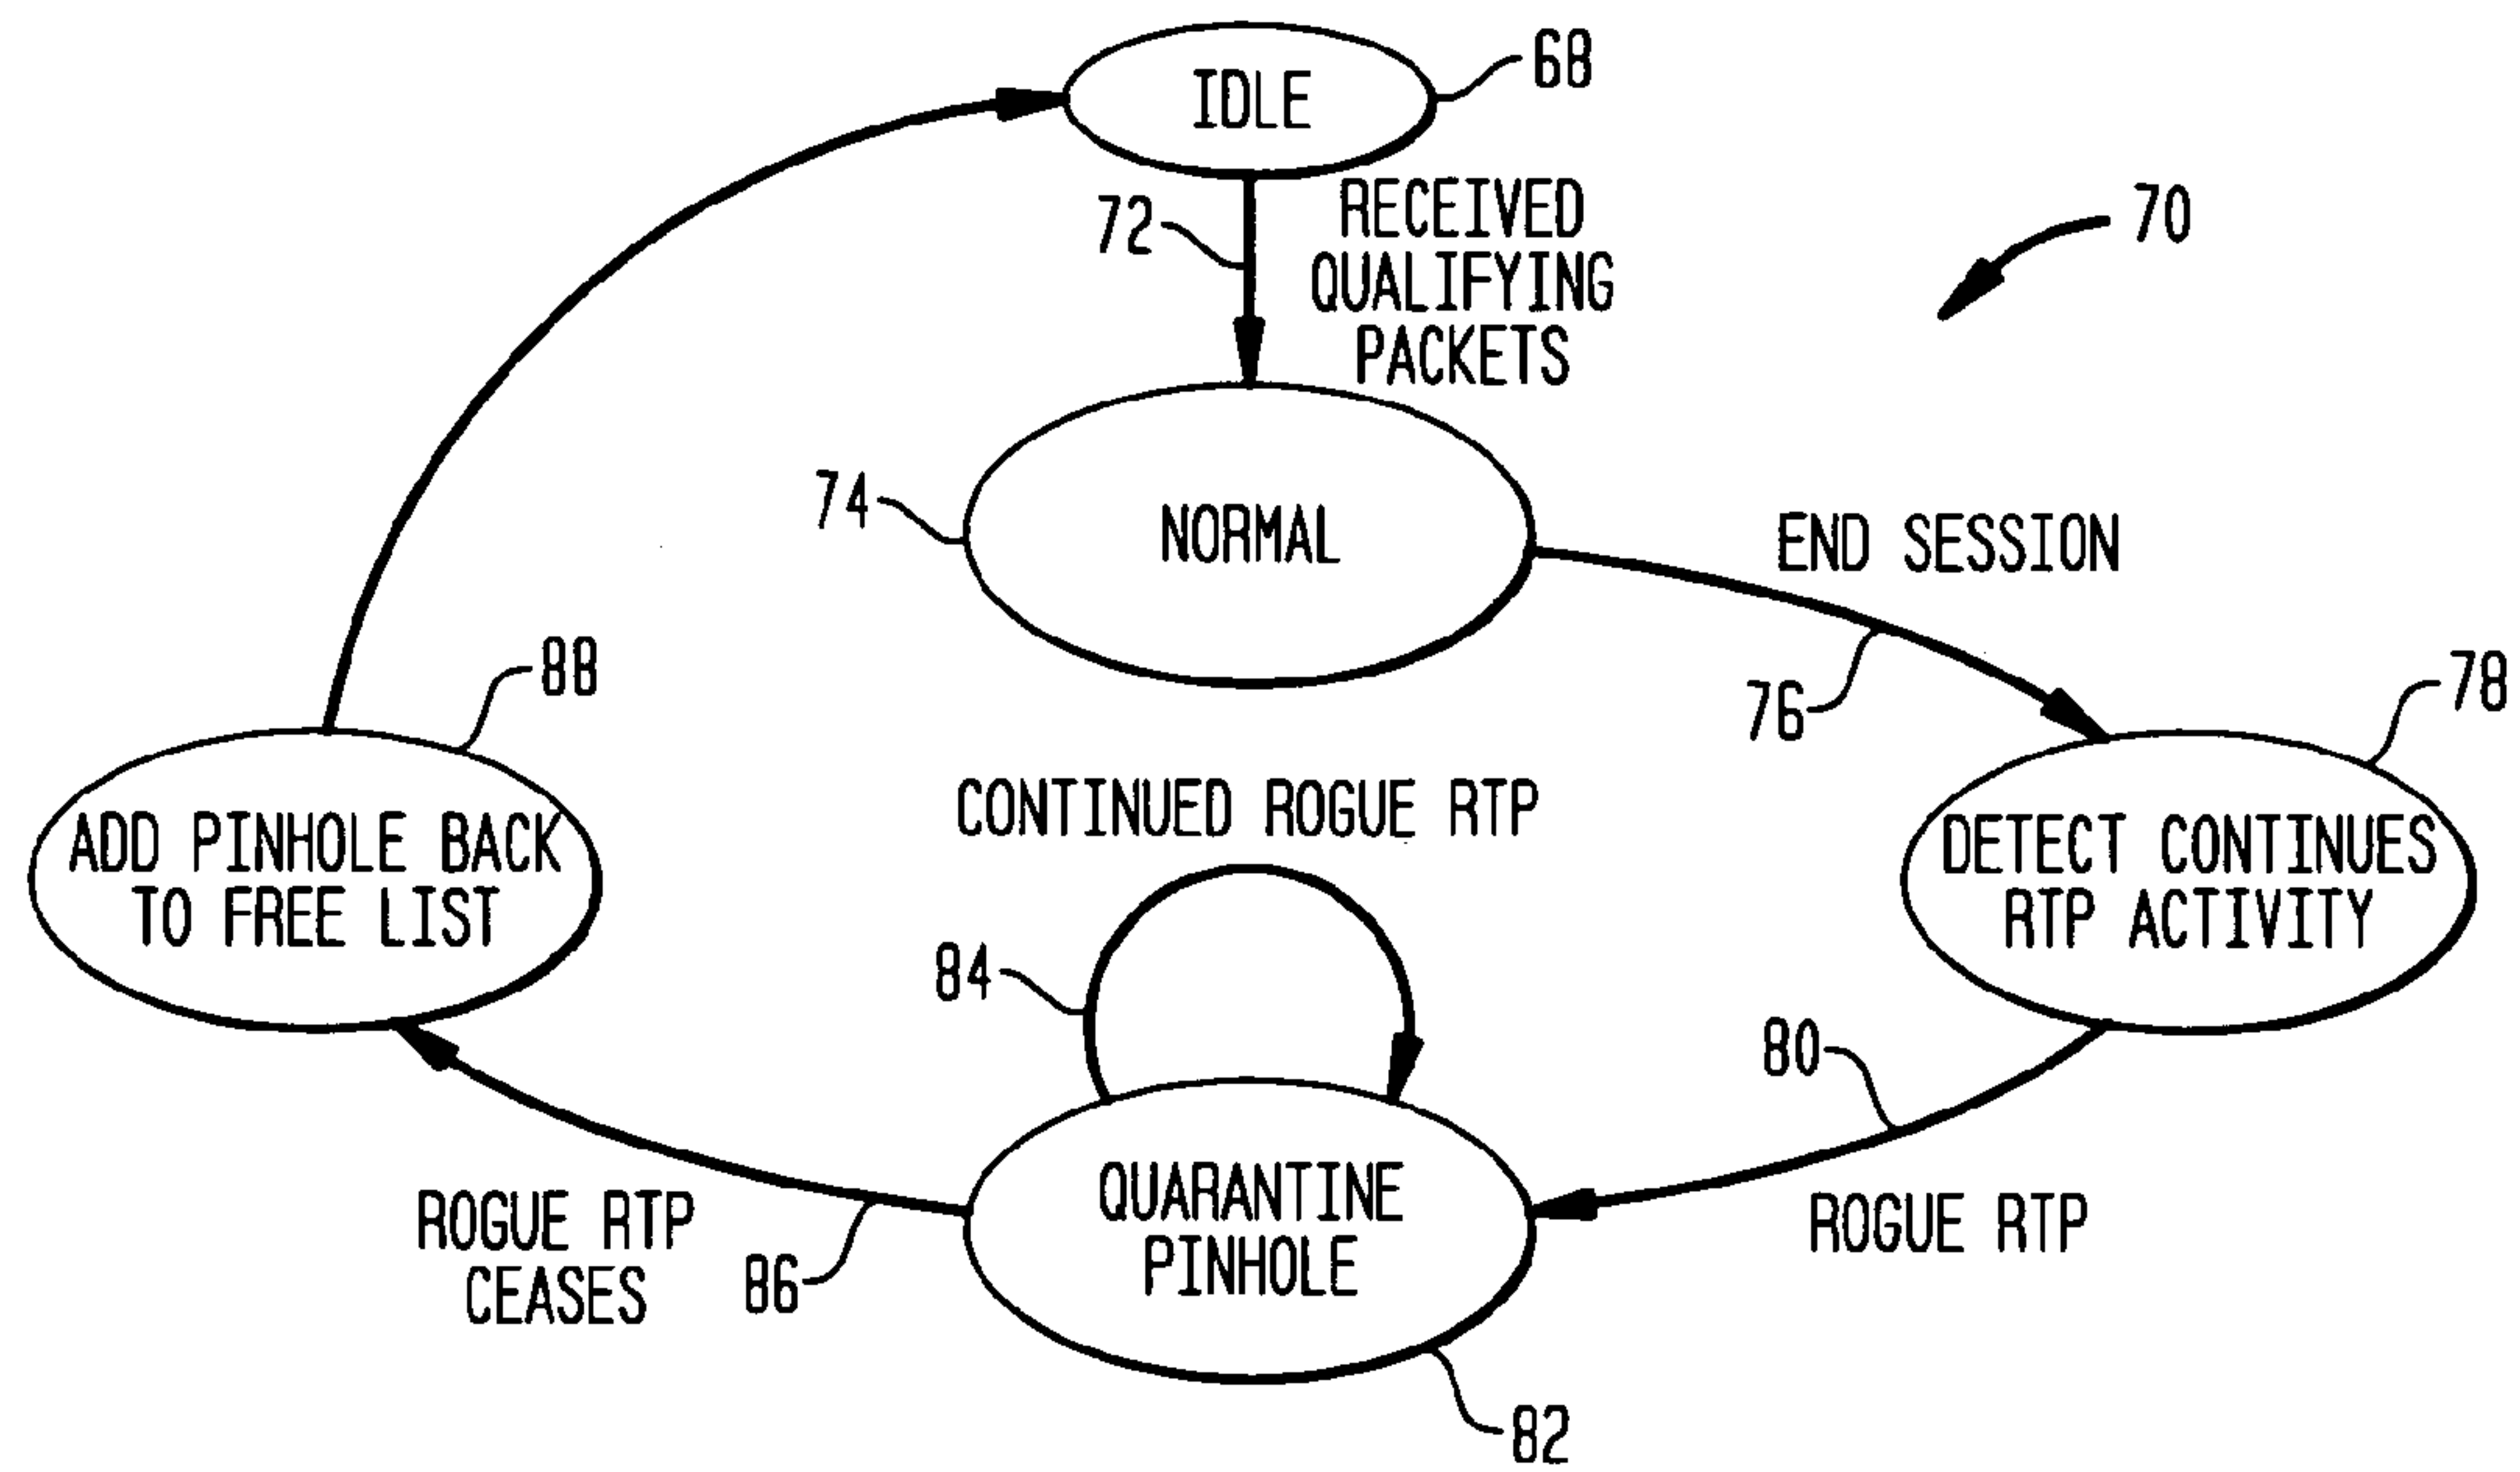 IDLE
68
72
RECEIVED
QUALIFYING
PACKETS
70
74
NORMAL
END SESSION
76
78
88
CONTINUED ROGUE RTP
ADD PINHOLE BACK
TO FREE LIST
DETECT CONTINUES
RTP ACTIVITY
84
80
QUARANTINE
PINHOLE
ROGUE RTP
CEASES
86
ROGUE RTP
82